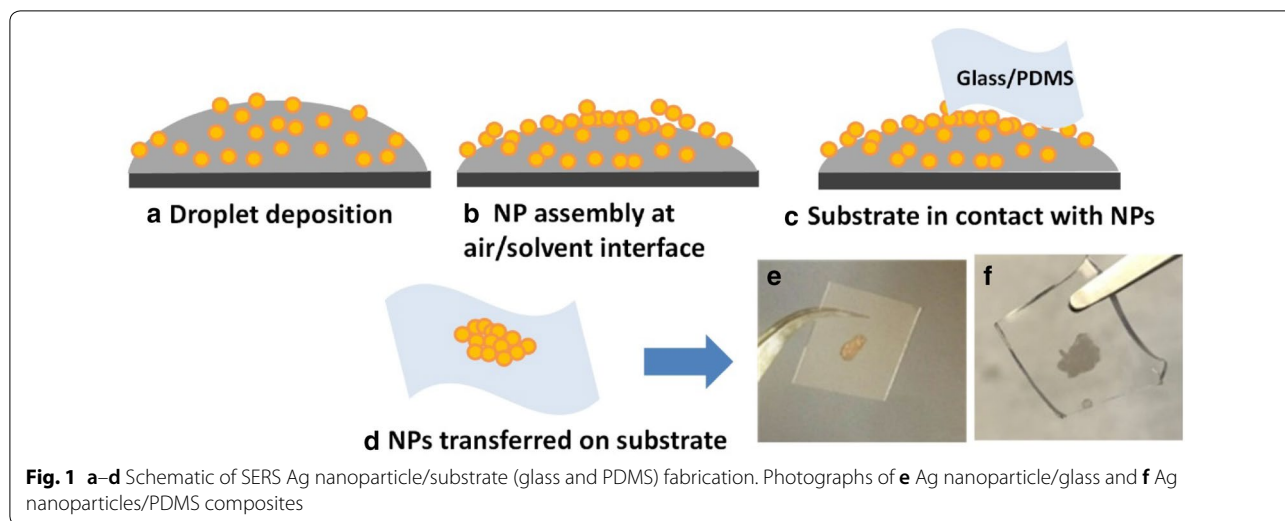 Glass/PDMS
a Droplet deposition
b NP assembly at
air/solvent interface
c Substrate in contact with NPs
d NPs transferred on substrate
e
f
Fig. 1 a–d Schematic of SERS Ag nanoparticle/substrate (glass and PDMS) fabrication. Photographs of e Ag nanoparticle/glass and f Ag
nanoparticles/PDMS composites